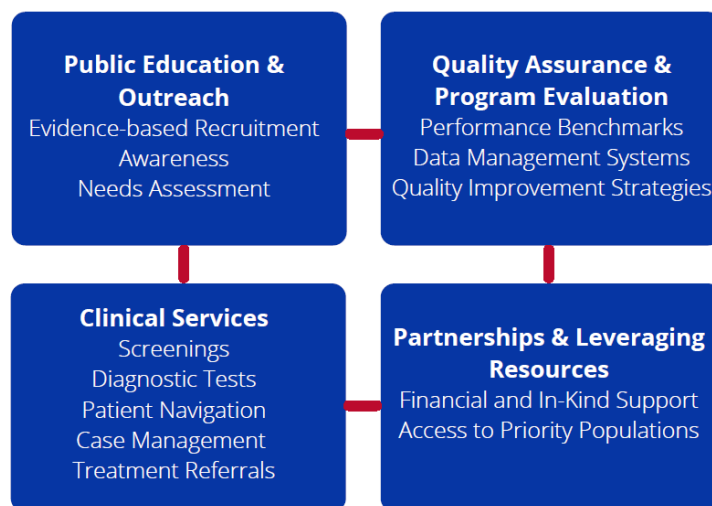 Public Education &
Outreach
Evidence-based Recruitment
Awareness
Needs Assessment
Quality Assurance &
Program Evaluation
Performance Benchmarks
Data Management Systems
Quality Improvement Strategies
Clinical Services
Screenings
Diagnostic Tests
Patient Navigation
Case Management
Treatment Referrals
Partnerships & Leveraging
Resources
Financial and In-Kind Support
Access to Priority Populations